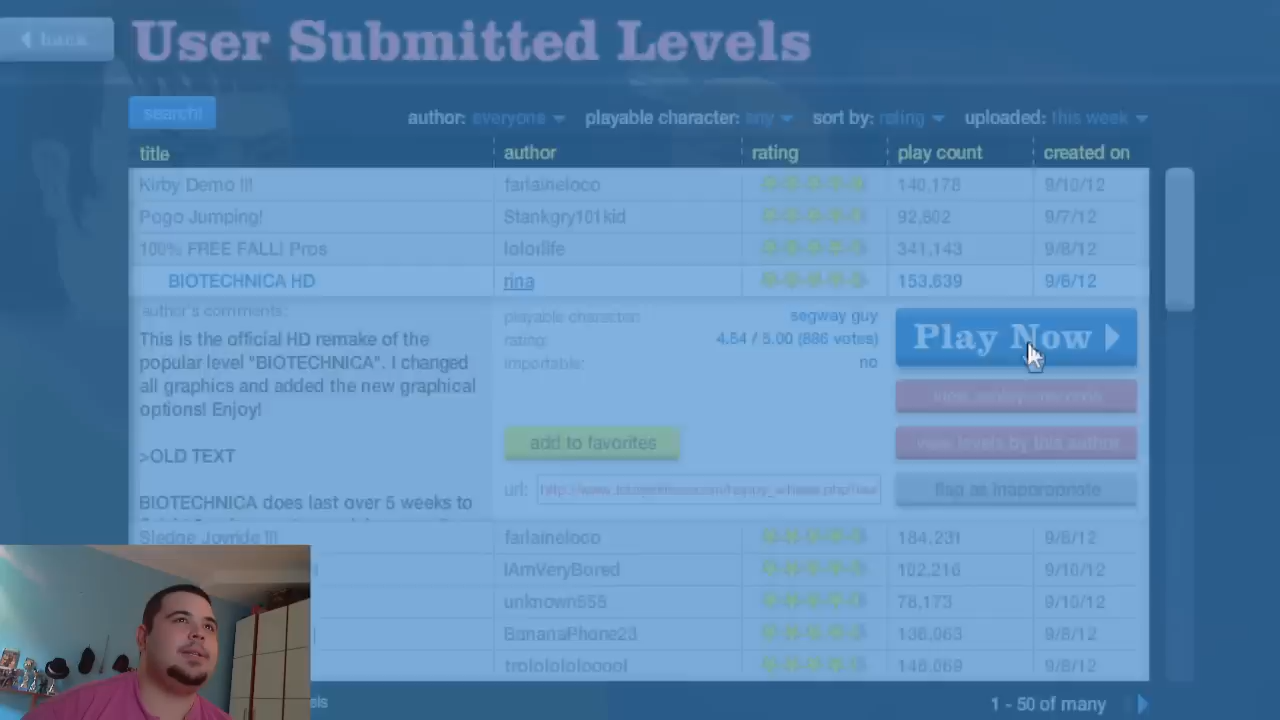 back
User Submitted Levels
search!
author: everyone playable character: any sort by: rating uploaded: this week
title author rating play count created on
Kirby Demo !!! farlaineloco 140,178 9/10/12
Pogo Jumping! Stankgry101kid 92,602 9/7/12
100% FREE FALL! Pros 341,143 9/8/12
BIOTECHNICA HD rina 153,639 9/6/12
author's comments:
This is the official HD remake of the
popular level "BIOTECHNICA". I changed
all graphics and added the new graphical
options! Enjoy!
>OLD TEXT
BIOTECHNICA does last over 5 weeks to
playable character: segway guy
rating: 4.54 / 5.00 (886 votes)
importable: no
add to favorites
url:
Play Now
view levels by this author
flag as inappropriate
Sledge Joyride !!! farlaineloco 184,231 9/8/12
IAmVeryBored 102,216 9/10/12
unknown555 78,173 9/10/12
BananaPhone23 136,063 9/8/12
9/8/12
1 - 50 of many